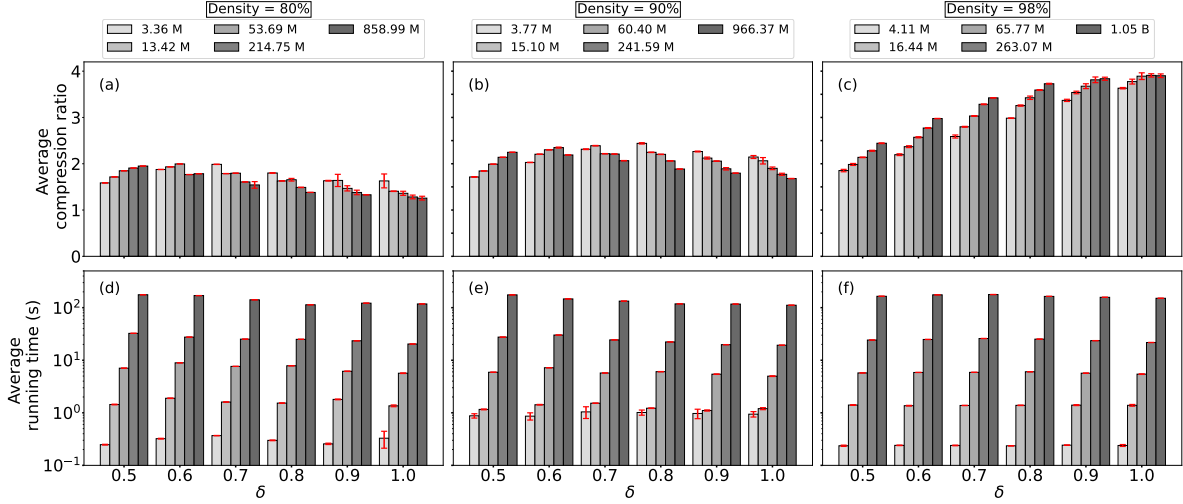 Density = 80%
3.36 M 53.69 M 858.99 M
13.42 M 214.75 M
Density = 90%
3.77 M 60.40 M 966.37 M
15.10 M 241.59 M
Density = 98%
4.11 M 65.77 M 1.05 B
16.44 M 263.07 M
Average
compression ratio
4
3
2
1
0
(a)
(b)
(c)
Average
running time (s)
10²
10¹
10⁰
10⁻¹
(d)
(e)
(f)
0.5 0.6 0.7 0.8 0.9 1.0
δ
0.5 0.6 0.7 0.8 0.9 1.0
δ
0.5 0.6 0.7 0.8 0.9 1.0
δ